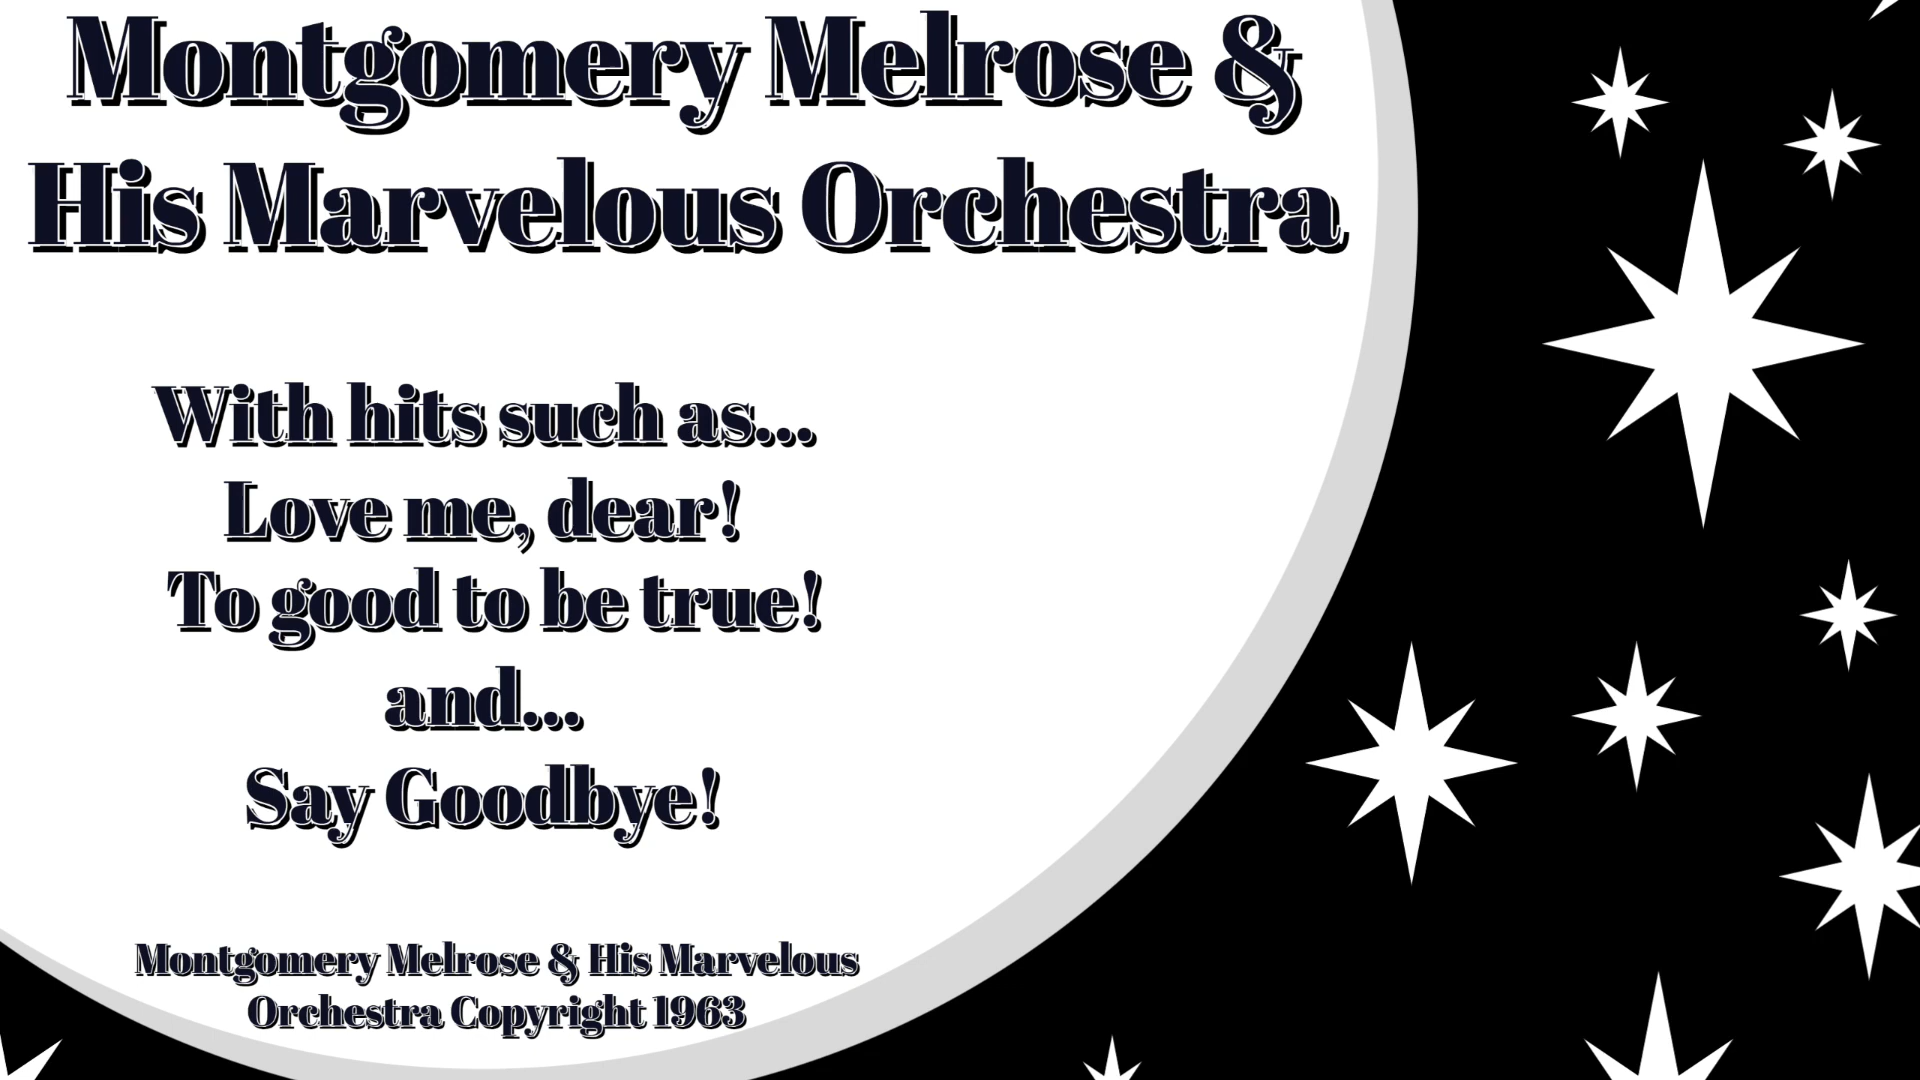 Montgomery Melrose &
His Marvelous Orchestra
With hits such as...
Love me, dear!
To good to be true!
and...
Say Goodbye!
Montgomery Melrose & His Marvelous
Orchestra Copyright 1963